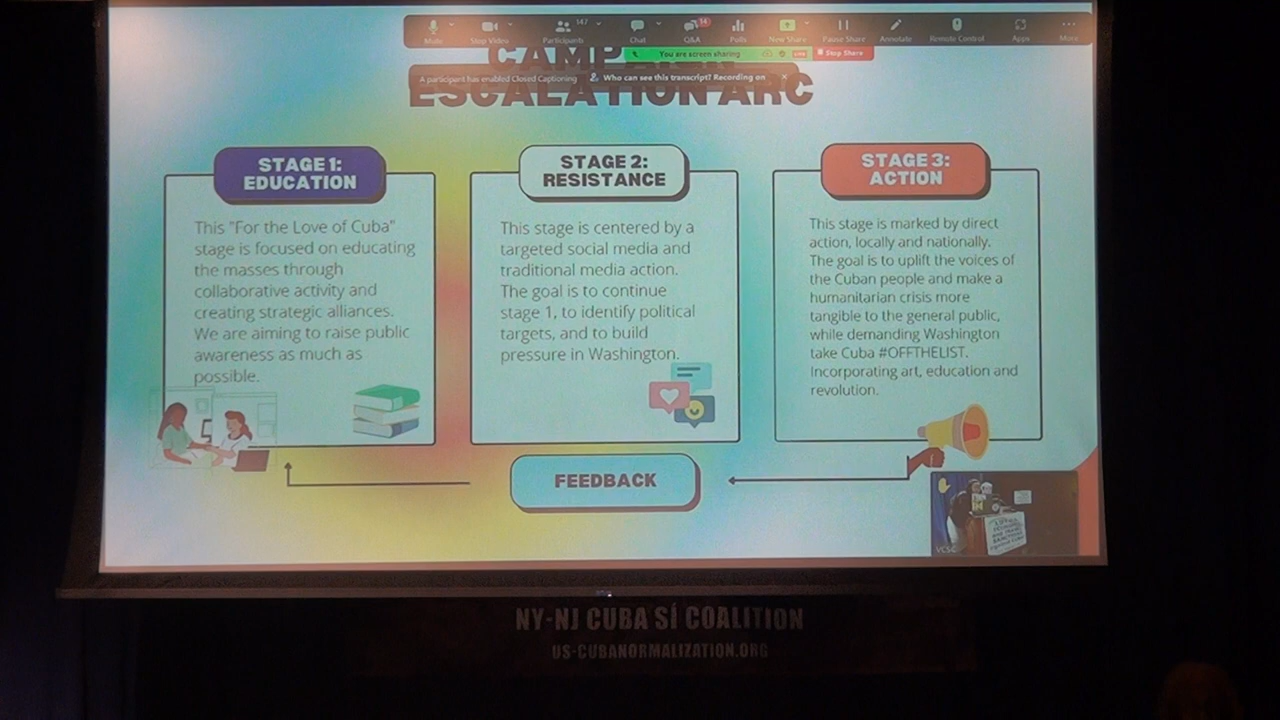 Mute
Stop Video
Participants
147
Chat
Q&A
14
Polls
New Share
Pause Share
Annotate
Remote Control
Apps
More
You are screen sharing
Stop Share
A participant has enabled Closed Captioning
Who can see this transcript? Recording on
CAMP
ESCALATION ARC
STAGE 1:
EDUCATION
This "For the Love of Cuba"
stage is focused on educating
the masses through
collaborative activity and
creating strategic alliances.
We are aiming to raise public
awareness as much as
possible.
STAGE 2:
RESISTANCE
This stage is centered by a
targeted social media and
traditional media action.
The goal is to continue
stage 1, to identify political
targets, and to build
pressure in Washington.
STAGE 3:
ACTION
This stage is marked by direct
action, locally and nationally.
The goal is to uplift the voices of
the Cuban people and make a
humanitarian crisis more
tangible to the general public,
while demanding Washington
take Cuba #OFFTHELIST.
Incorporating art, education and
revolution.
FEEDBACK
VCSC
NY-NJ CUBA SÍ COALITION
US-CUBANORMALIZATION.ORG